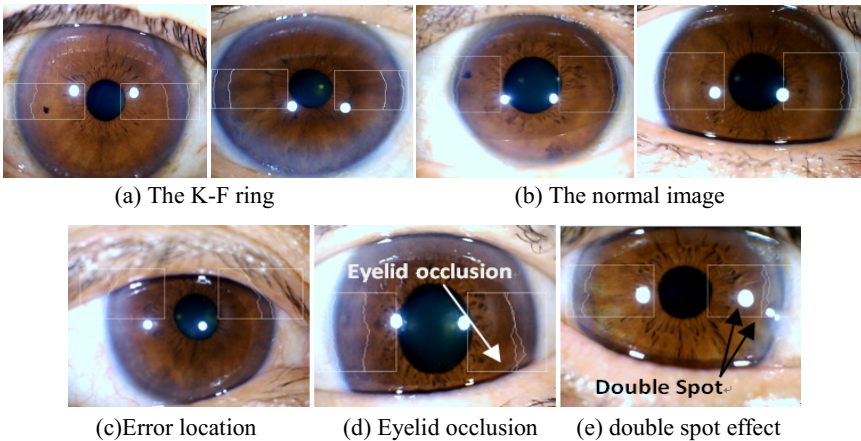 (a) The K-F ring
(b) The normal image
Eyelid occlusion
Double Spot
(c)Error location
(d) Eyelid occlusion
(e) double spot effect